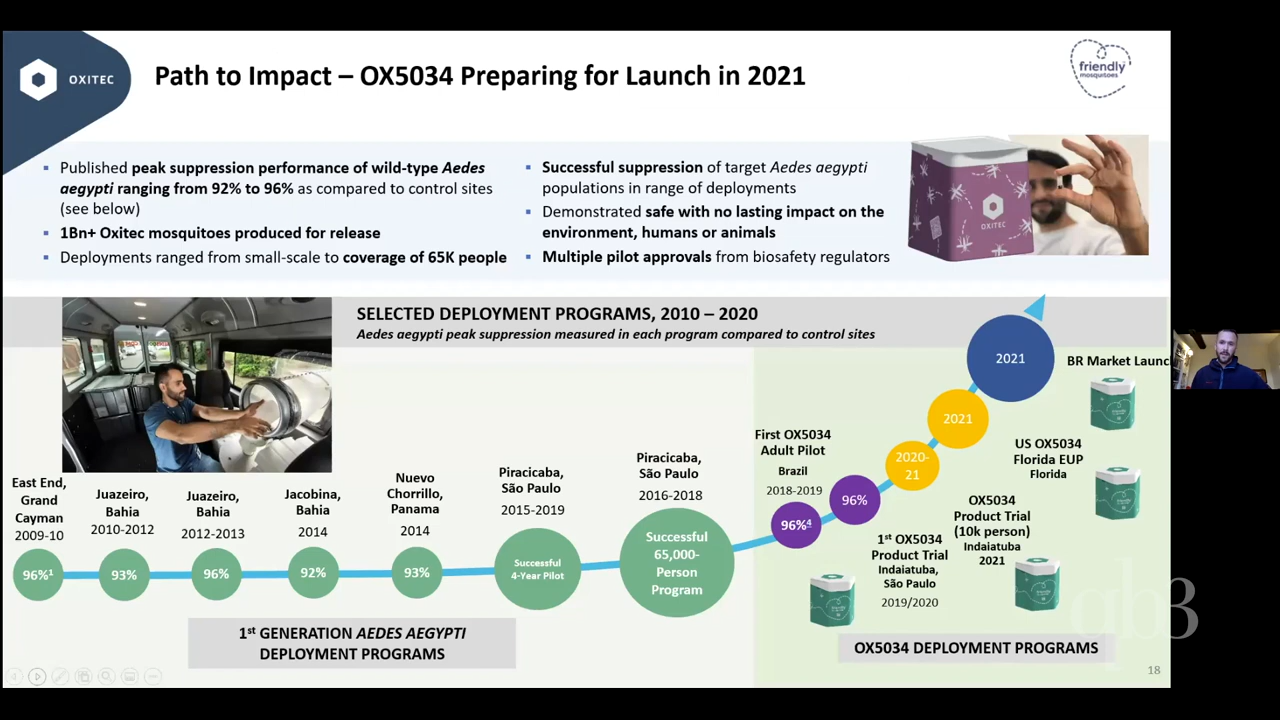 OXITEC
Path to Impact – OX5034 Preparing for Launch in 2021
friendly
mosquitoes
▪ Published peak suppression performance of wild-type Aedes
aegypti ranging from 92% to 96% as compared to control sites
(see below)
▪ 1Bn+ Oxitec mosquitoes produced for release
▪ Deployments ranged from small-scale to coverage of 65K people
▪ Successful suppression of target Aedes aegypti
populations in range of deployments
▪ Demonstrated safe with no lasting impact on the
environment, humans or animals
▪ Multiple pilot approvals from biosafety regulators
OXITEC
SELECTED DEPLOYMENT PROGRAMS, 2010 – 2020
Aedes aegypti peak suppression measured in each program compared to control sites
East End,
Grand
Cayman
2009-10
96%¹
Juazeiro,
Bahia
2010-2012
93%
Juazeiro,
Bahia
2012-2013
96%
Jacobina,
Bahia
2014
92%
Nuevo
Chorrillo,
Panama
2014
93%
Piracicaba,
São Paulo
2015-2019
Successful
4-Year Pilot
Piracicaba,
São Paulo
2016-2018
Successful
65,000-
Person
Program
First OX5034
Adult Pilot
Brazil
2018-2019
96%⁴
96%
1st OX5034
Product Trial
Indaiatuba,
São Paulo
2019/2020
2020-
21
OX5034
Product Trial
(10k person)
Indaiatuba
2021
2021
US OX5034
Florida EUP
Florida
2021
BR Market Launc
friendly
friendly
friendly
friendly
1st GENERATION AEDES AEGYPTI
DEPLOYMENT PROGRAMS
OX5034 DEPLOYMENT PROGRAMS
qb3
18